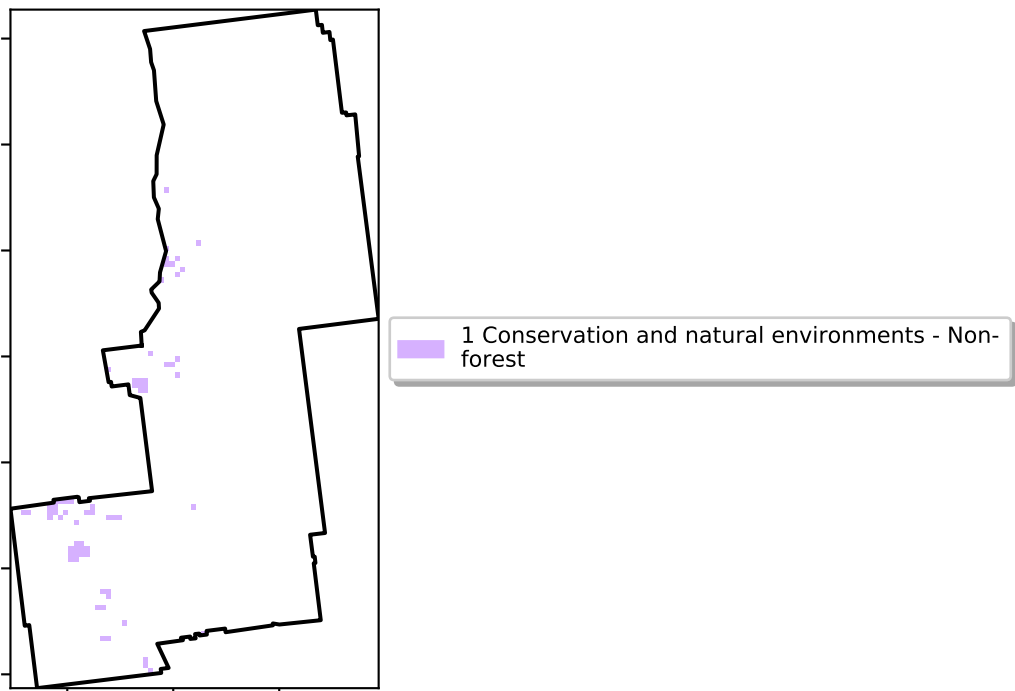 1 Conservation and natural environments - Non-
forest